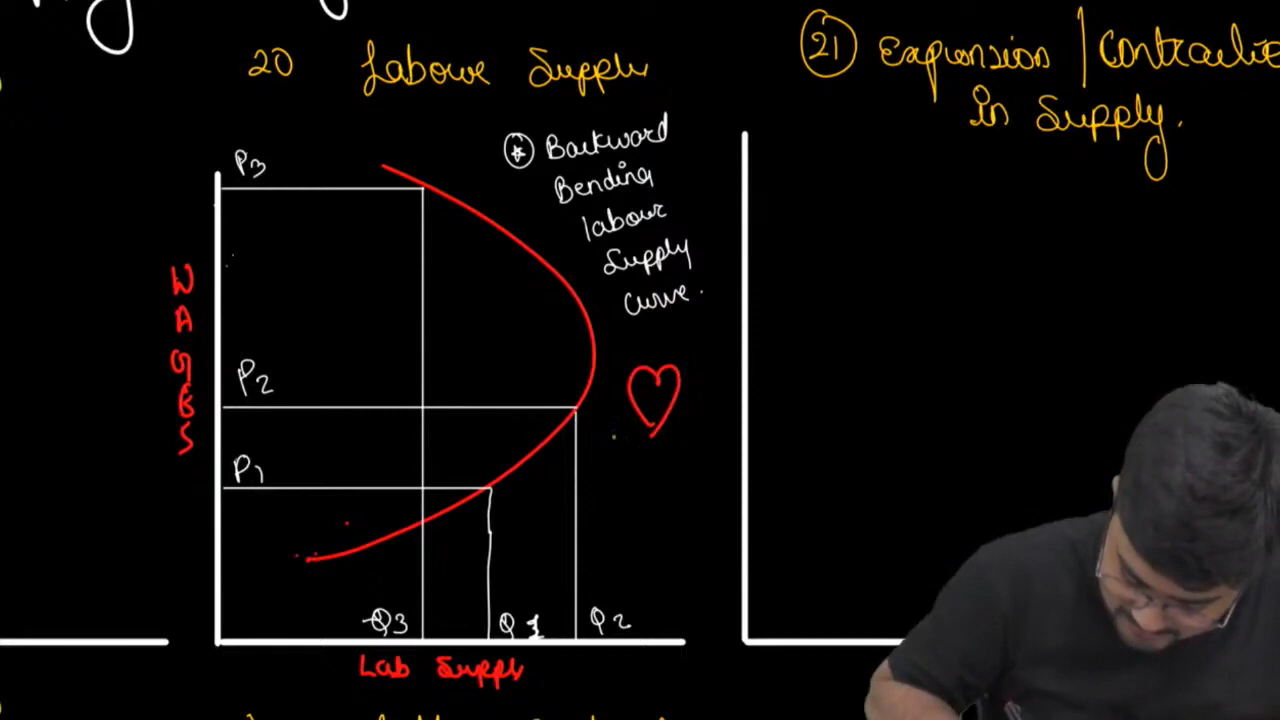 20 Labour Supply
* Backward
Bending
labour
Supply
curve.
P3
P2
P1
WAGES
Q3 Q1 Q2
Lab Supply
21 Expansion / Contractio
in Supply.